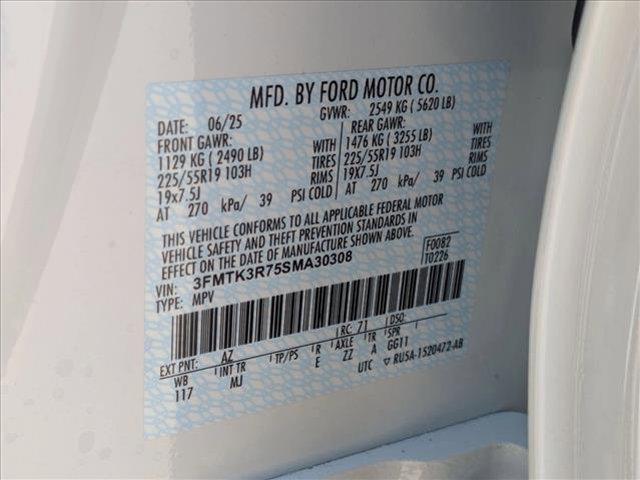 MFD. BY FORD MOTOR CO.
DATE: 06/25 GVWR: 2549 KG ( 5620 LB)
FRONT GAWR: REAR GAWR:
1129 KG ( 2490 LB) WITH 1476 KG ( 3255 LB) WITH
225/55R19 103H TIRES 225/55R19 103H TIRES
19x7.5J RIMS 19X7.5J RIMS
AT 270 kPa/ 39 PSI COLD AT 270 kPa/ 39 PSI COLD
THIS VEHICLE CONFORMS TO ALL APPLICABLE FEDERAL MOTOR
VEHICLE SAFETY AND THEFT PREVENTION STANDARDS IN
EFFECT ON THE DATE OF MANUFACTURE SHOWN ABOVE.
VIN: 3FMTK3R75SMA30308 F0082
TYPE: MPV T0226
EXT PNT: AZ RC: 71 DSO:
WB INT TR TP/PS R AXLE TR SPR
117 MJ E ZZ A GG11
UTC ▽ RU5A-1520472-AB